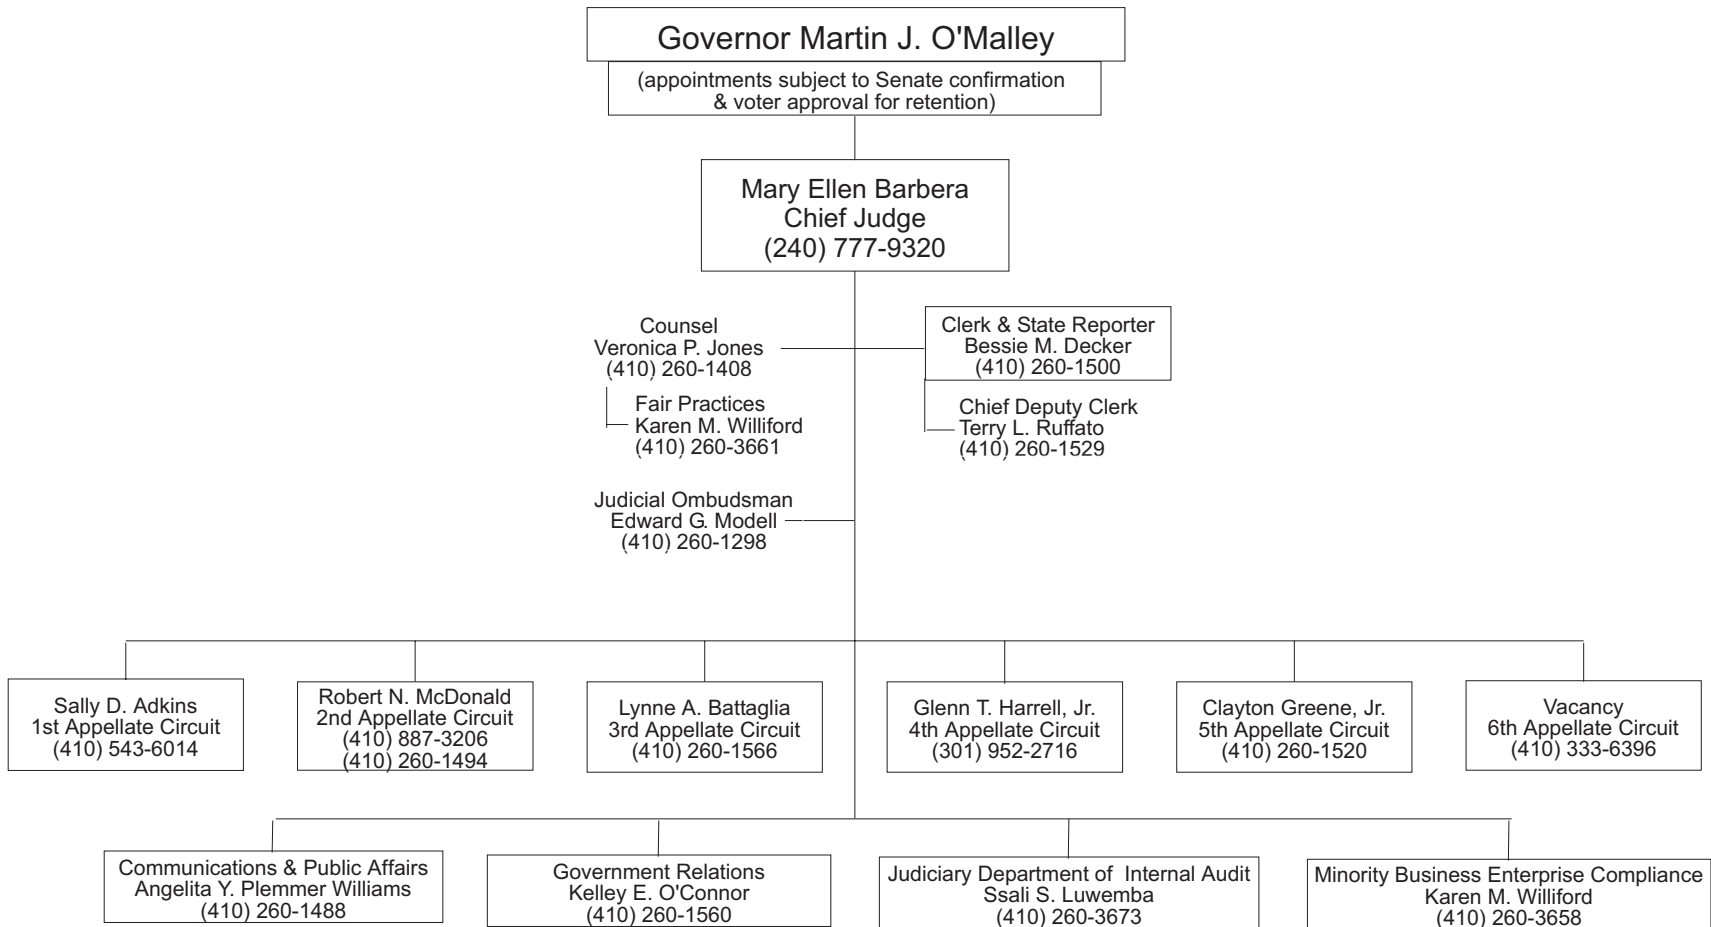 Governor Martin J. O'Malley
(appointments subject to Senate confirmation
& voter approval for retention)
Mary Ellen Barbera
Chief Judge
(240) 777-9320
Counsel
Veronica P. Jones
(410) 260-1408
Fair Practices
Karen M. Williford
(410) 260-3661
Clerk & State Reporter
Bessie M. Decker
(410) 260-1500
Chief Deputy Clerk
Terry L. Ruffato
(410) 260-1529
Judicial Ombudsman
Edward G. Modell
(410) 260-1298
Sally D. Adkins
1st Appellate Circuit
(410) 543-6014
Robert N. McDonald
2nd Appellate Circuit
(410) 887-3206
(410) 260-1494
Lynne A. Battaglia
3rd Appellate Circuit
(410) 260-1566
Glenn T. Harrell, Jr.
4th Appellate Circuit
(301) 952-2716
Clayton Greene, Jr.
5th Appellate Circuit
(410) 260-1520
Vacancy
6th Appellate Circuit
(410) 333-6396
Communications & Public Affairs
Angelita Y. Plemmer Williams
(410) 260-1488
Government Relations
Kelley E. O'Connor
(410) 260-1560
Judiciary Department of Internal Audit
Ssali S. Luwemba
(410) 260-3673
Minority Business Enterprise Compliance
Karen M. Williford
(410) 260-3658